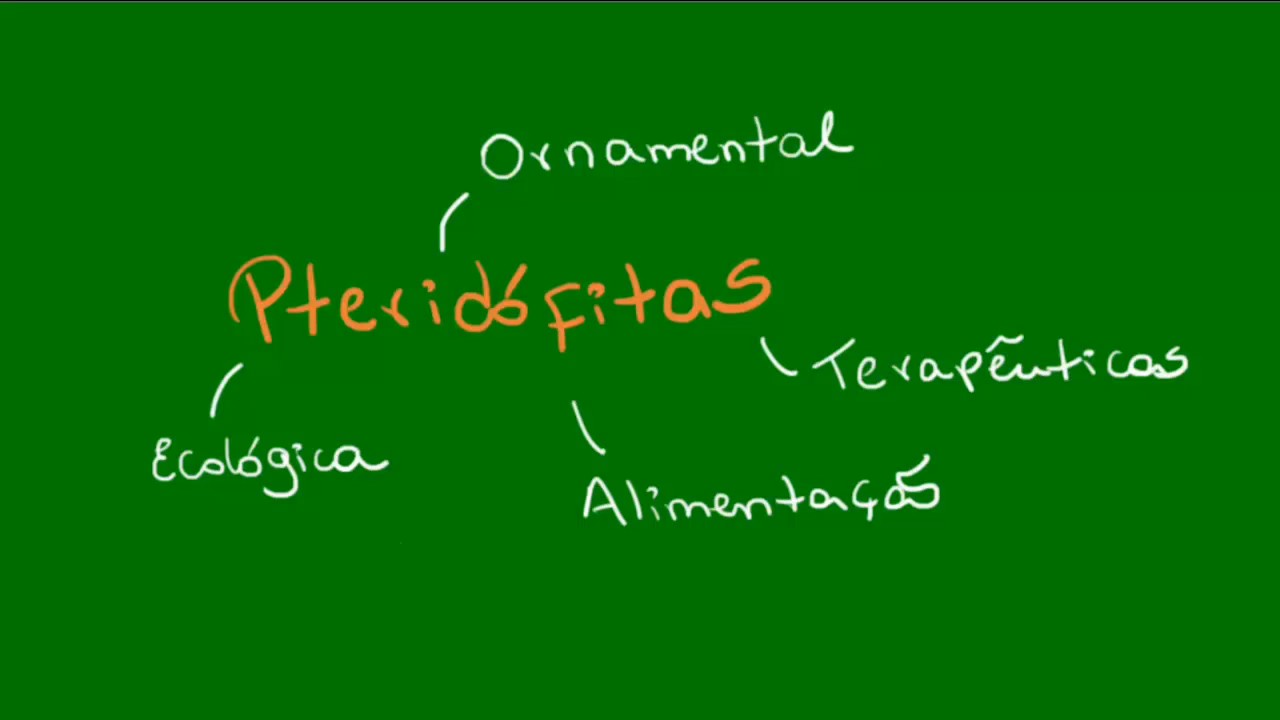 Ornamental
Pteridófitas
Terapêuticas
Ecológica
Alimentação